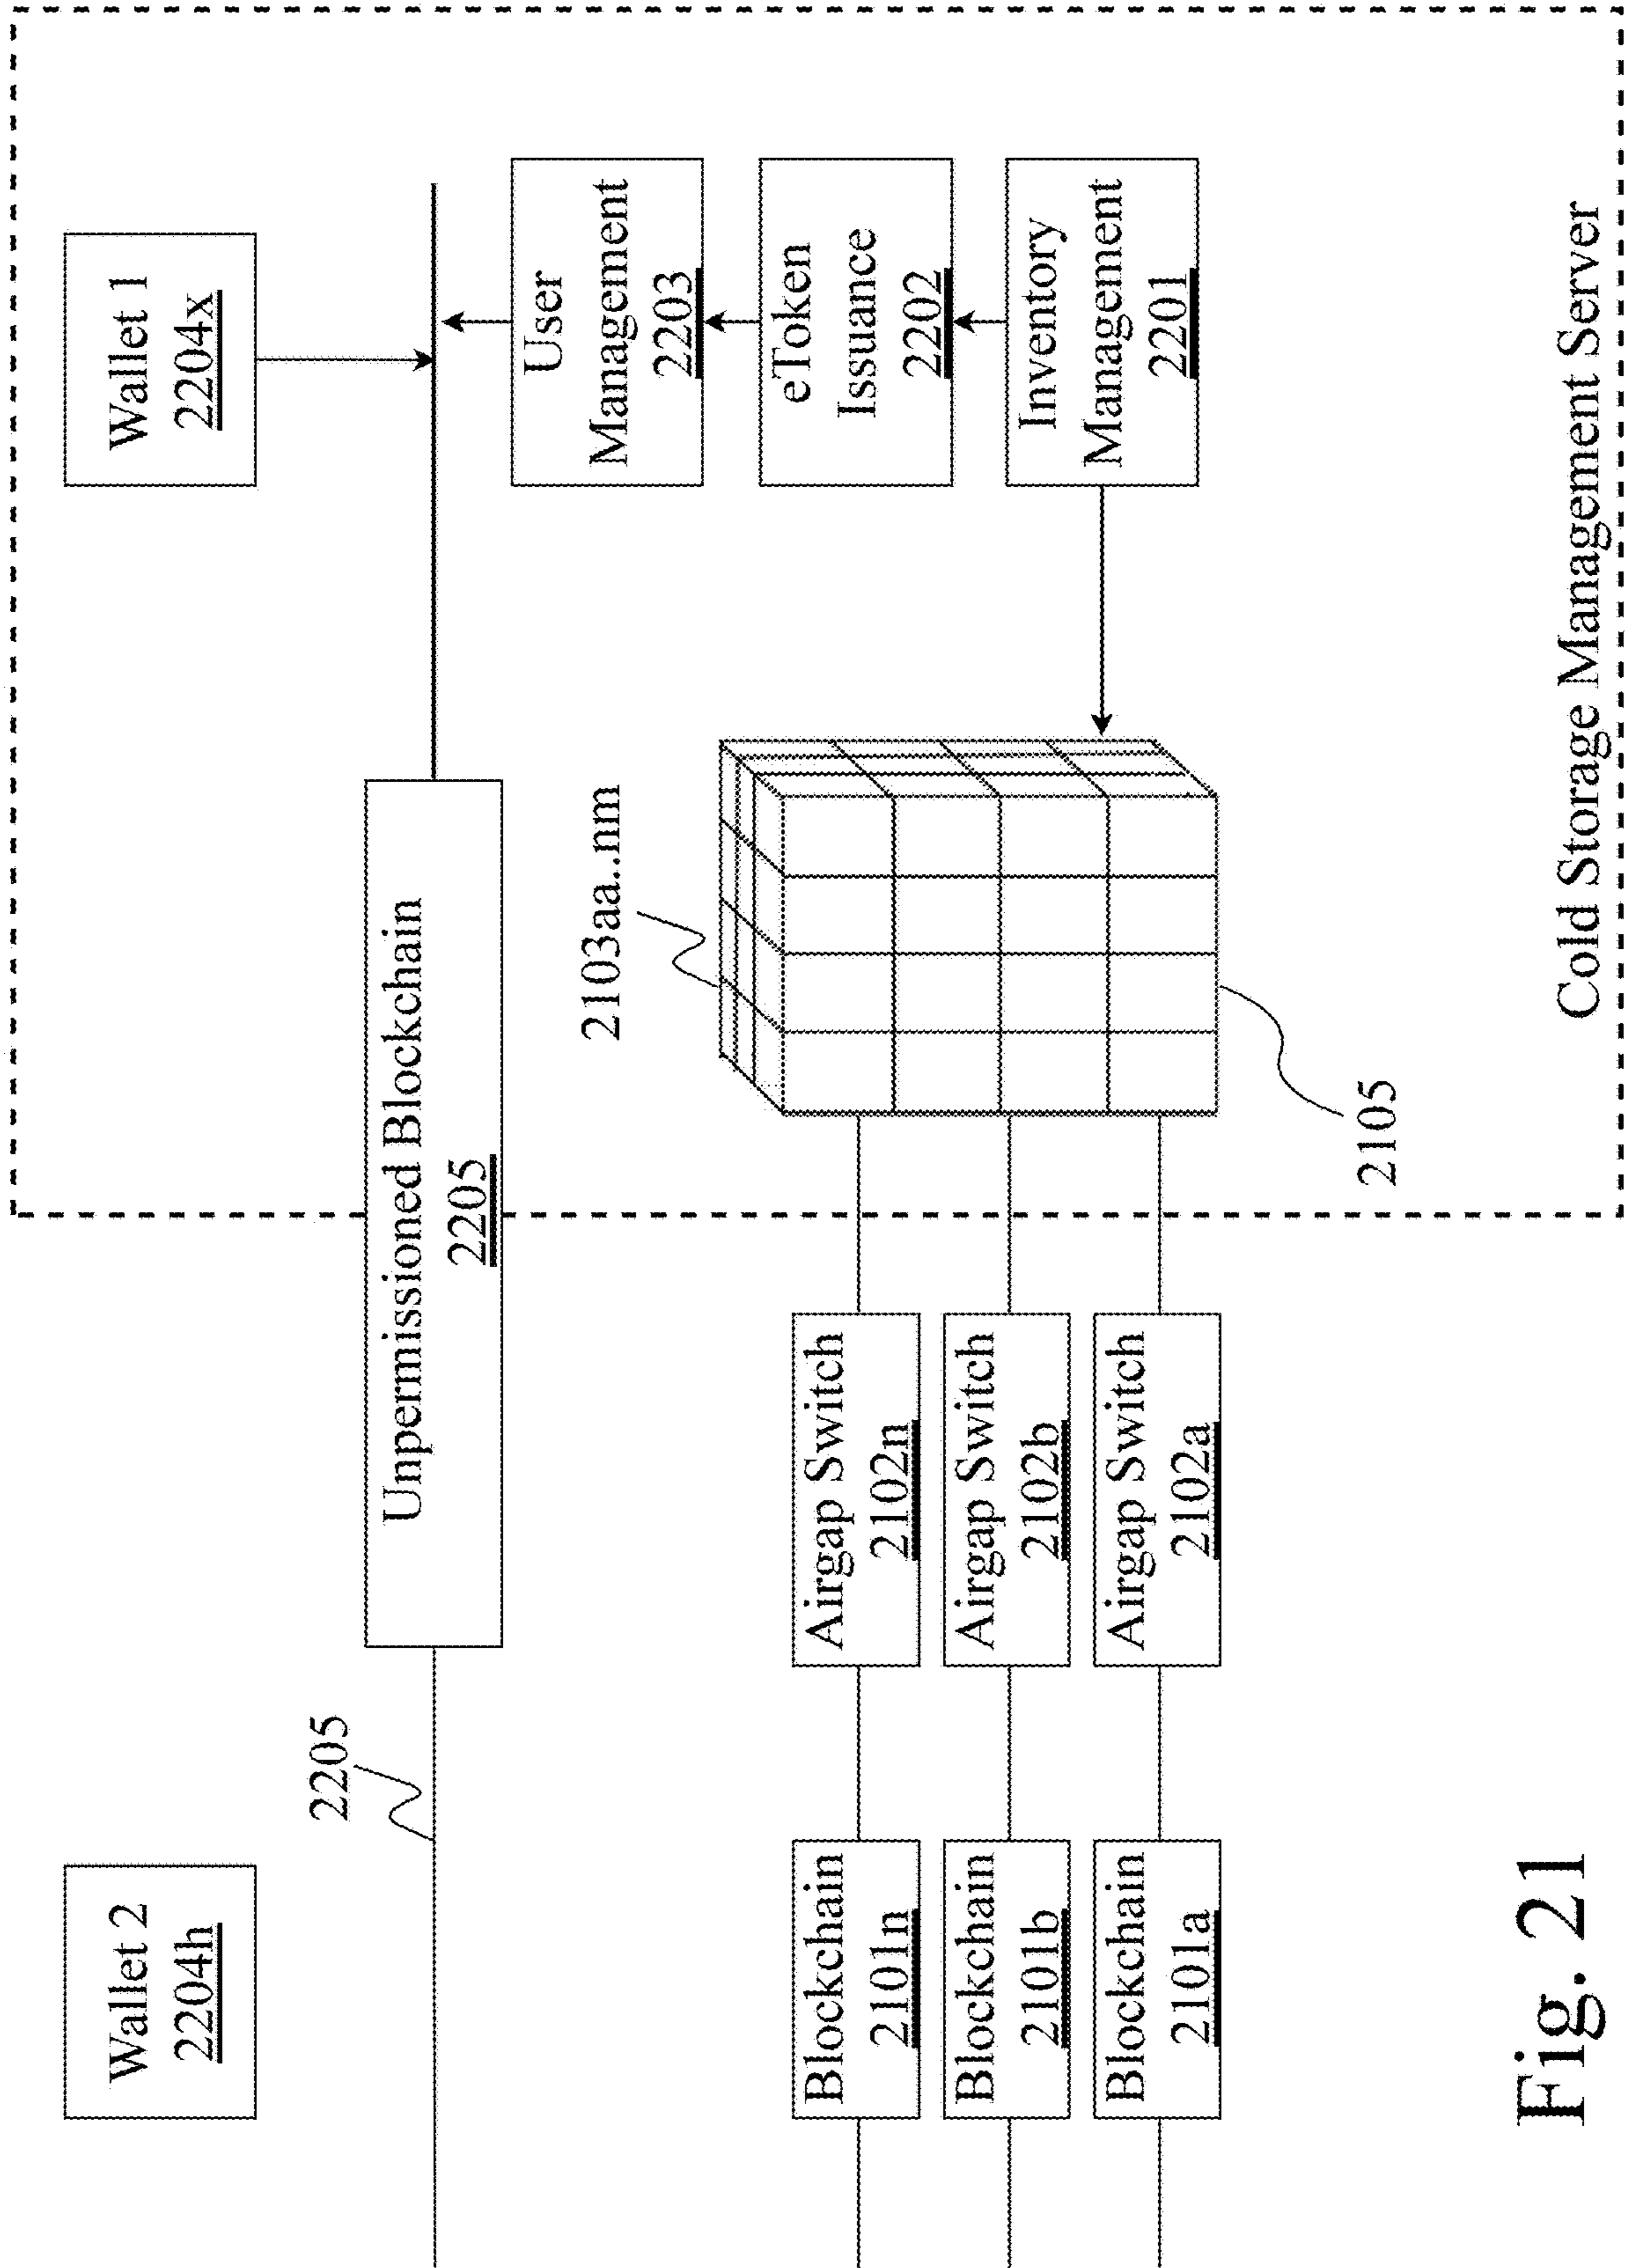 Wallet 2
2204h
Wallet 1
2204x
2205
Unpermissioned Blockchain
2205
User
Management
2203
2103aa..nm
eToken
Issuance
2202
Blockchain
2101n
Airgap Switch
2102n
Blockchain
2101b
Airgap Switch
2102b
Inventory
Management
2201
Blockchain
2101a
Airgap Switch
2102a
2105
Cold Storage Management Server
Fig. 21